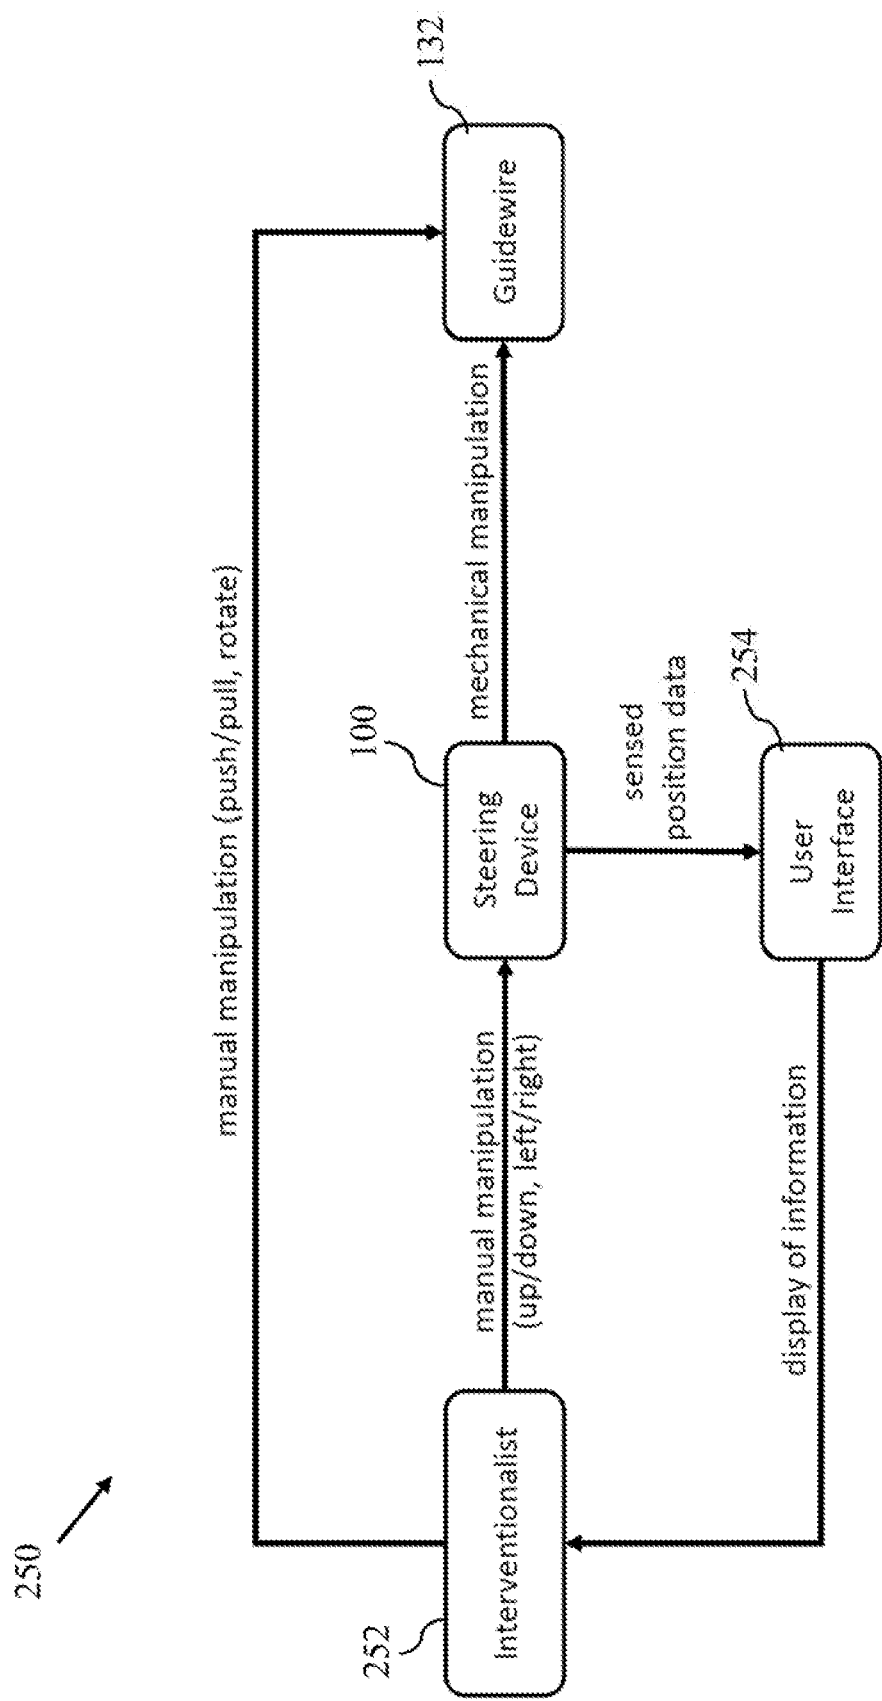 250
manual manipulation (push/pull, rotate)
252
Interventionalist
manual manipulation
(up/down, left/right)
100
Steering
Device
mechanical manipulation
132
Guidewire
sensed
position data
254
User
Interface
display of information